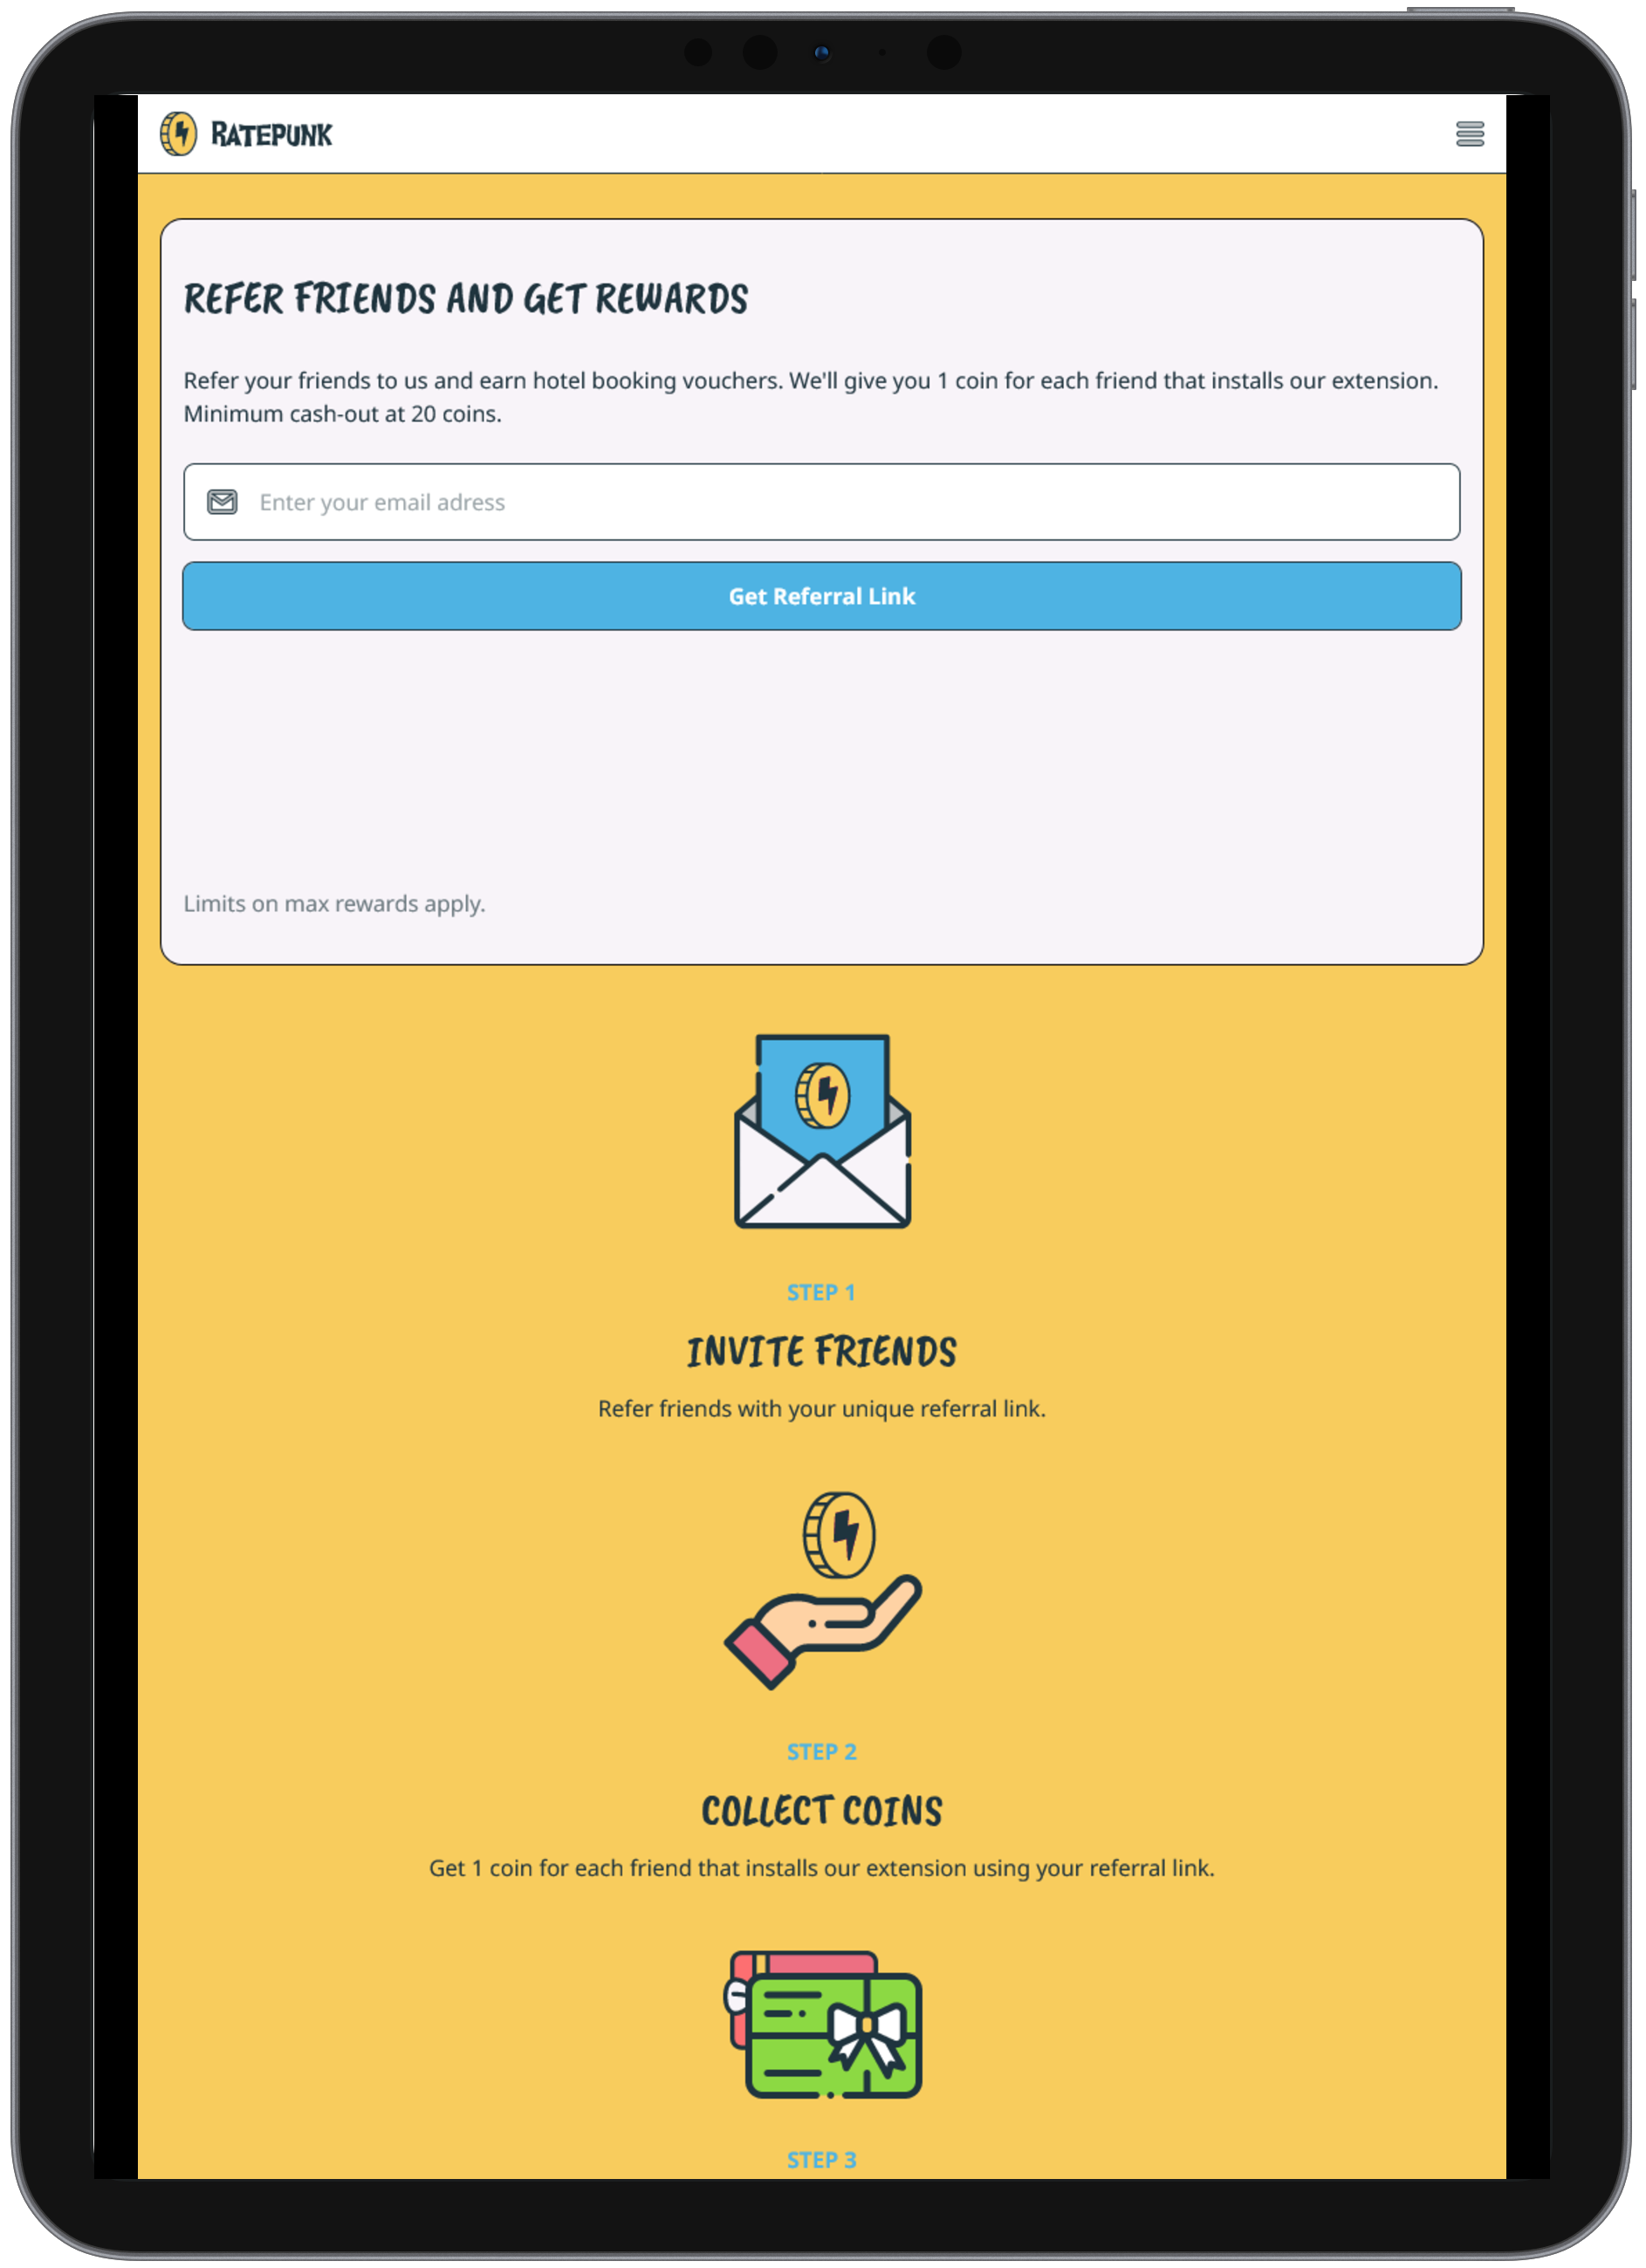 RATEPUNK
REFER FRIENDS AND GET REWARDS
Refer your friends to us and earn hotel booking vouchers. We'll give you 1 coin for each friend that installs our extension.
Minimum cash-out at 20 coins.
Enter your email adress
Get Referral Link
Limits on max rewards apply.
STEP 1
INVITE FRIENDS
Refer friends with your unique referral link.
STEP 2
COLLECT COINS
Get 1 coin for each friend that installs our extension using your referral link.
STEP 3